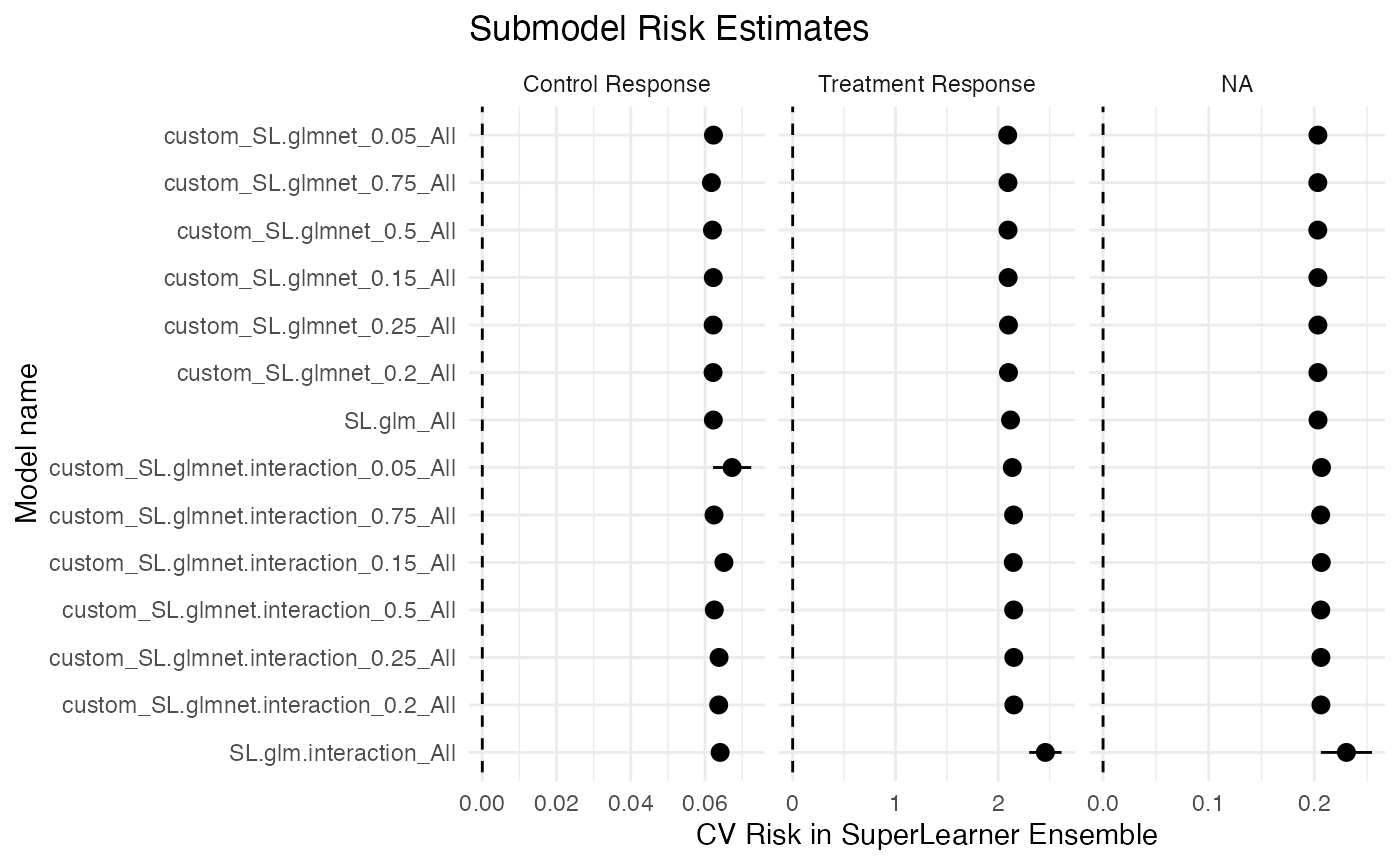 Submodel Risk Estimates
Control Response
Treatment Response
NA
Model name
custom_SL.glmnet_0.05_All
custom_SL.glmnet_0.75_All
custom_SL.glmnet_0.5_All
custom_SL.glmnet_0.15_All
custom_SL.glmnet_0.25_All
custom_SL.glmnet_0.2_All
SL.glm_All
custom_SL.glmnet.interaction_0.05_All
custom_SL.glmnet.interaction_0.75_All
custom_SL.glmnet.interaction_0.15_All
custom_SL.glmnet.interaction_0.5_All
custom_SL.glmnet.interaction_0.25_All
custom_SL.glmnet.interaction_0.2_All
SL.glm.interaction_All
0.00 0.02 0.04 0.06
0 1 2
0.0 0.1 0.2
CV Risk in SuperLearner Ensemble